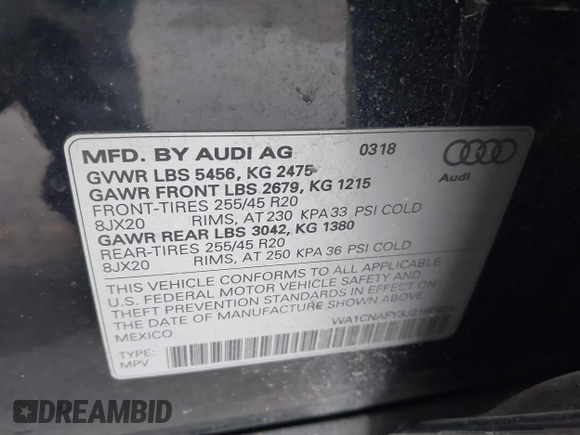 MFD. BY AUDI AG 0318
GVWR LBS 5456, KG 2475
GAWR FRONT LBS 2679, KG 1215
FRONT-TIRES 255/45 R20
8JX20 RIMS, AT 230 KPA 33 PSI COLD
GAWR REAR LBS 3042, KG 1380
REAR-TIRES 255/45 R20
8JX20 RIMS, AT 250 KPA 36 PSI COLD
Audi
THIS VEHICLE CONFORMS TO ALL APPLICABLE
U.S. FEDERAL MOTOR VEHICLE SAFETY AND
THEFT PREVENTION STANDARDS IN EFFECT ON
THE DATE OF MANUFACTURE SHOWN ABOVE.
MEXICO
TYPE:
MPV
DREAMBID